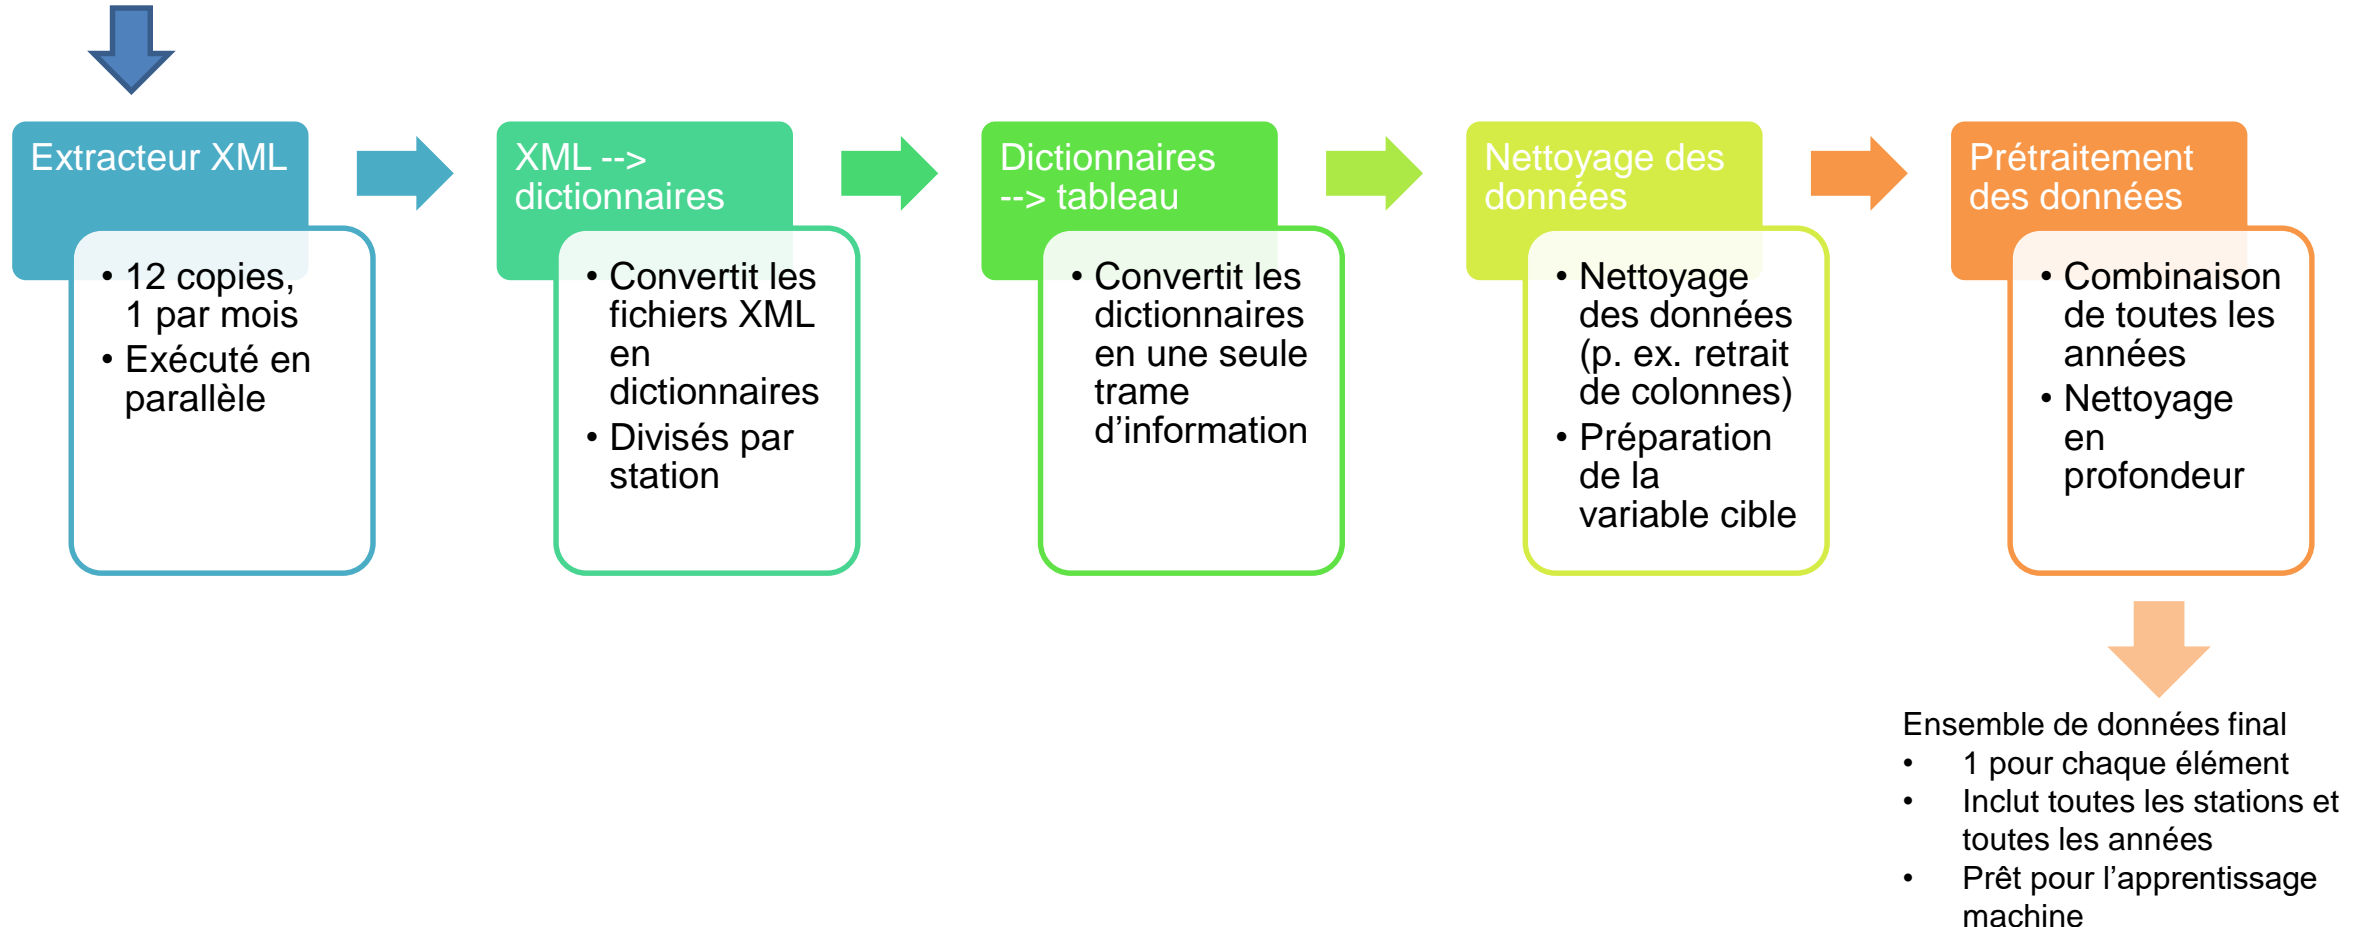 Extracteur XML
• 12 copies,
1 par mois
• Exécuté en
parallèle
XML -->
dictionnaires
• Convertit les
fichiers XML
en
dictionnaires
• Divisés par
station
Dictionnaires
--> tableau
• Convertit les
dictionnaires
en une seule
trame
d’information
Nettoyage des
données
• Nettoyage
des données
(p. ex. retrait
de colonnes)
• Préparation
de la
variable cible
Prétraitement
des données
• Combinaison
de toutes les
années
• Nettoyage
en
profondeur
Ensemble de données final
• 1 pour chaque élément
• Inclut toutes les stations et
toutes les années
• Prêt pour l’apprentissage
machine